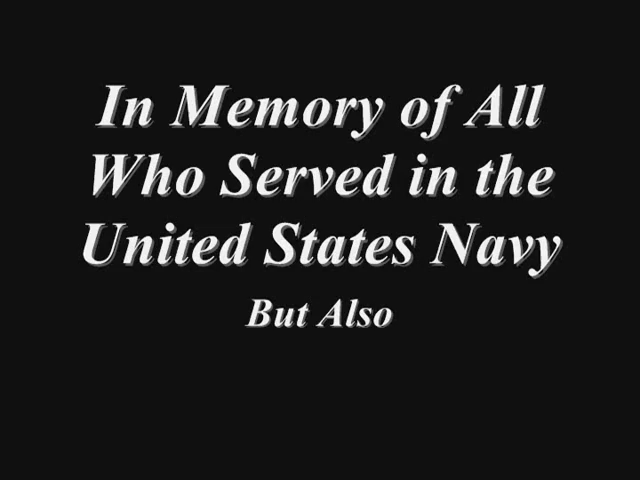 In Memory of All
Who Served in the
United States Navy
But Also